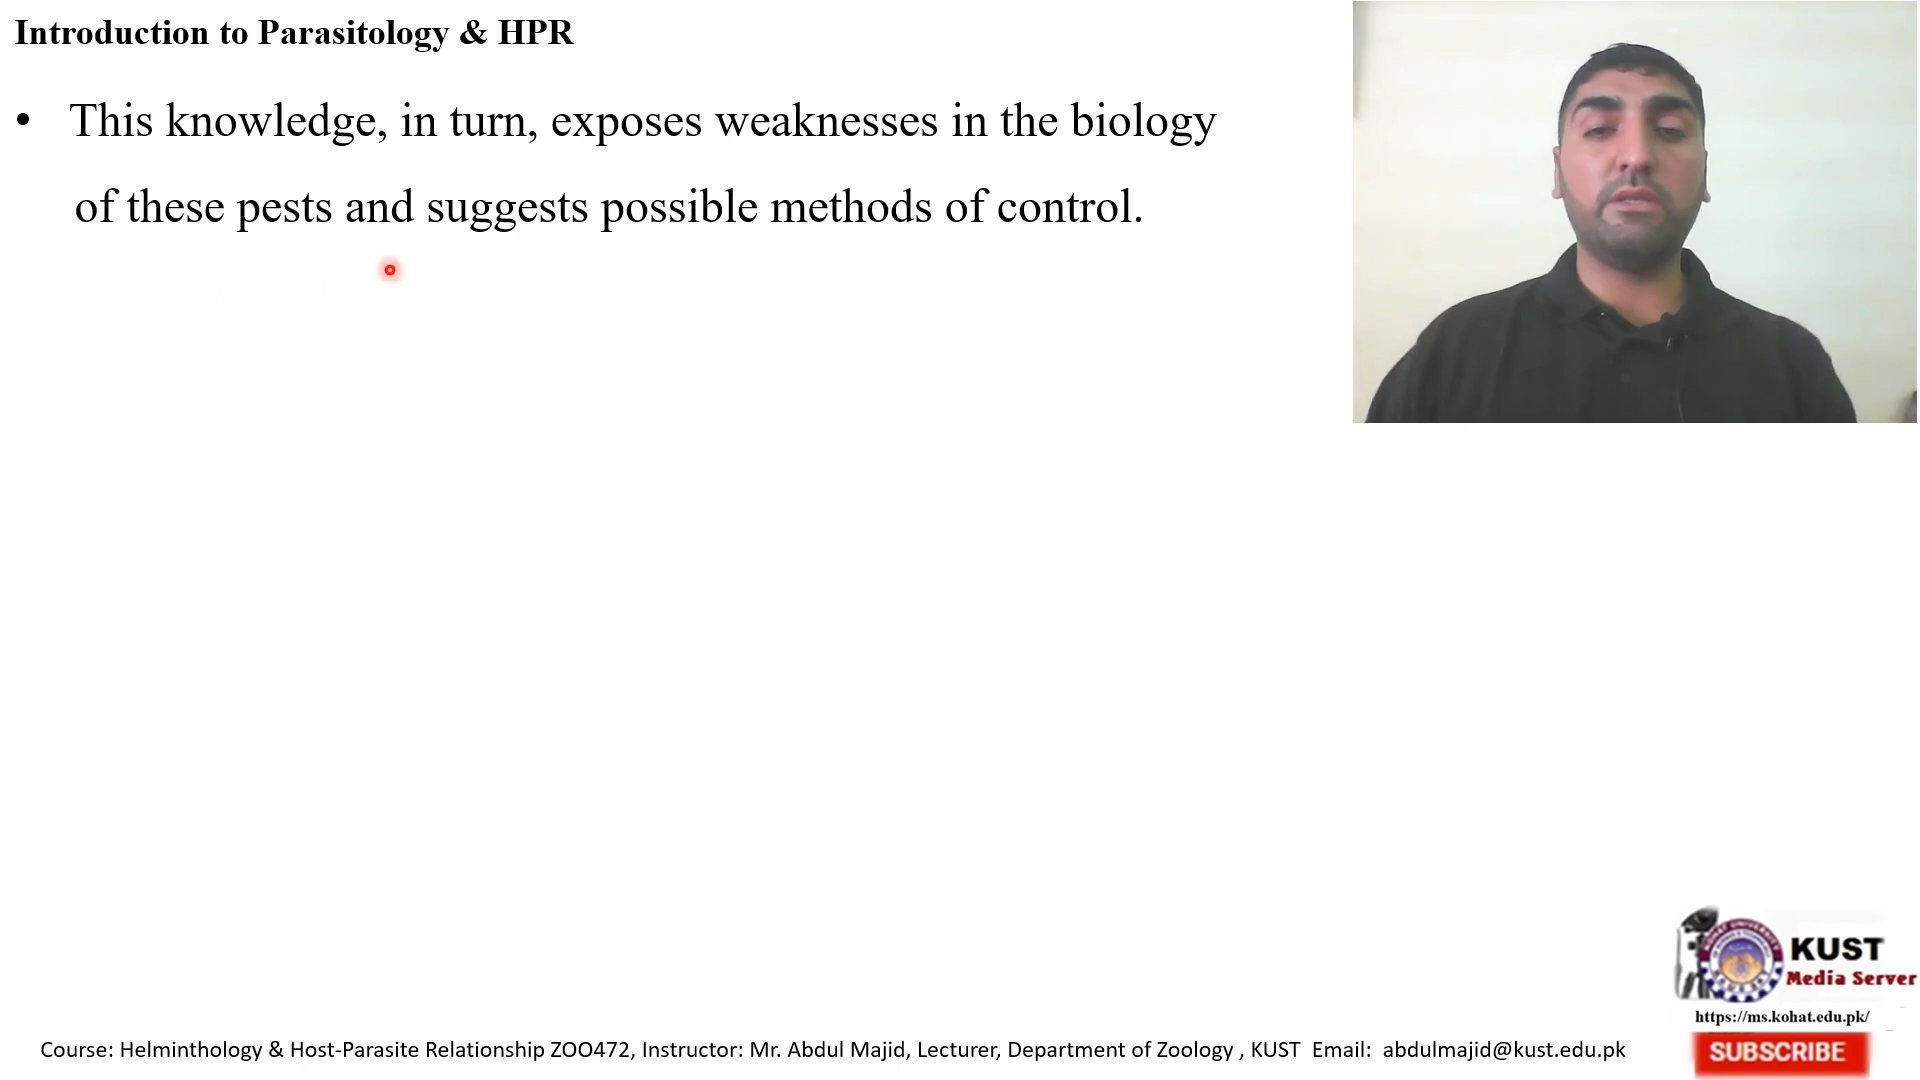 Introduction to Parasitology & HPR
• This knowledge, in turn, exposes weaknesses in the biology
of these pests and suggests possible methods of control.
KUST
Media Server
https://ms.kohat.edu.pk/
SUBSCRIBE
Course: Helminthology & Host-Parasite Relationship ZOO472, Instructor: Mr. Abdul Majid, Lecturer, Department of Zoology , KUST Email: abdulmajid@kust.edu.pk